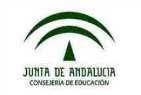 JUNTA DE ANDALUCIA
CONSEJERÍA DE EDUCACIÓN